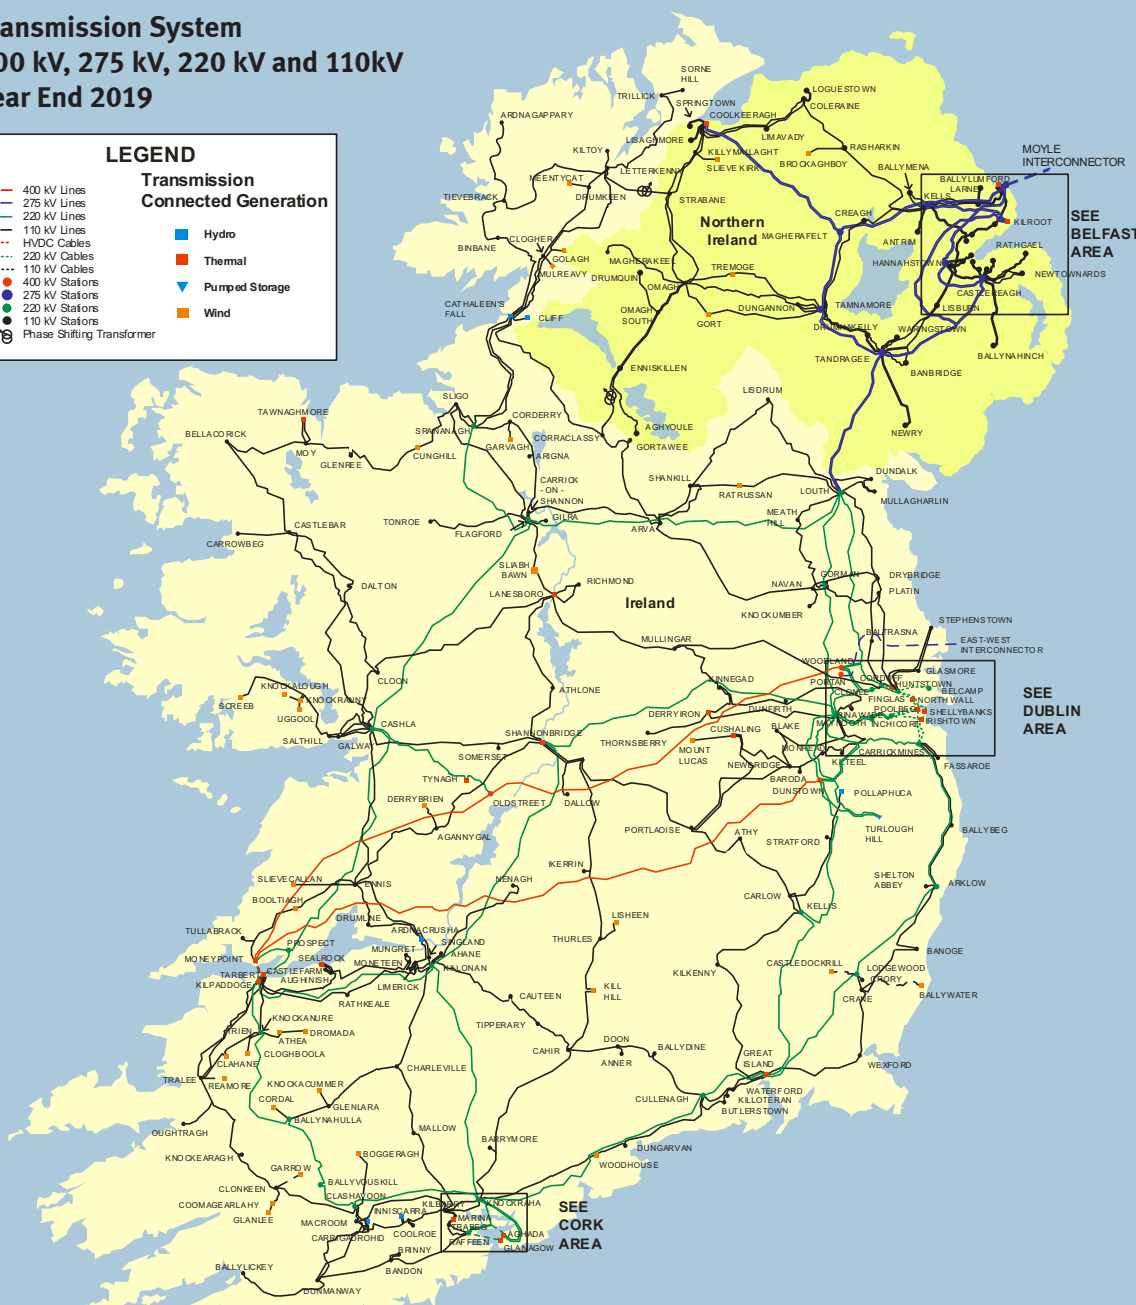 ansmission System
00 kV, 275 kV, 220 kV and 110kV
ear End 2019
LEGEND
400 kV Lines
275 kV Lines
220 kV Lines
110 kV Lines
HVDC Cables
220 kV Cables
110 kV Cables
400 kV Stations
275 kV Stations
220 kV Stations
110 kV Stations
Phase Shifting Transformer
Transmission
Connected Generation
Hydro
Thermal
Pumped Storage
Wind
SORNE
HILL
TRILLICK
SPRINGTOWN
LOGUESTOWN
COLERAINE
COOLKEERAGH
ARDNAGAPPARY
LISAGHMORE
LIMAVADY
RASHARKIN
MOYLE
INTERCONNECTOR
KILTOY
KILLYMALLAGHT
SLIEVE KIRK
BROCKAGHBOY
BALLYMENA
MEENTYCAT
LETTERKENNY
BALLYLUMFORD
LARNE
TIEVEBRACK
DRUMKEEN
STRABANE
KELLS
CREAGH
KILROOT
SEE
BELFAST
AREA
Northern
Ireland
BINBANE
CLOGHER
MAGHERAFELT
ANTRIM
RATHGAEL
GOLAGH
MAGHERAKEEL
HANNAHSTOWN
MULREAVY
DRUMQUIN
TREMOGE
NEWTOWNARDS
OMAGH
CASTLEREAGH
CATHALEEN'S
FALL
CLIFF
OMAGH
SOUTH
GORT
DUNGANNON
TAMNAMORE
LISBURN
DRUMNAKELLY
WARINGSTOWN
TANDRAGEE
BALLYNAHINCH
ENNISKILLEN
BANBRIDGE
LISDRUM
SLIGO
TAWNAGHMORE
CORDERRY
AGHYOULE
BELLACORICK
SRANANAGH
CORRACLASSY
NEWRY
GARVAGH
GORTAWEE
MOY
CUNGHILL
ARIGNA
GLENREE
DUNDALK
CARRICK
- ON -
SHANNON
SHANKILL
RATRUSSAN
LOUTH
MULLAGHARLIN
TONROE
GILRA
MEATH
HILL
CASTLEBAR
FLAGFORD
ARVA
CARROWBEG
SLIABH
BAWN
RICHMOND
GORMAN
DRYBRIDGE
DALTON
LANESBORO
NAVAN
PLATIN
Ireland
KNOCKUMBER
STEPHENSTOWN
BALTRASNA
EAST-WEST
INTERCONNECTOR
MULLINGAR
WOODLAND
GLASMORE
CLOON
KINNEGAD
PORTAN
CORDUFF
HUNTSTOWN
KNOCKALOUGH
ATHLONE
CLONEE
BELCAMP
SEE
DUBLIN
AREA
SCREEB
KNOCKRANNY
FINGLAS
NORTH WALL
UGGOOL
DERRYIRON
DUNFIRTH
POOLBEG
SHELLYBANKS
CASHLA
CUSHALING
BLAKE
MAYNOOTH
INCHICORE
IRISHTOWN
SALTHILL
GALWAY
SHANNONBRIDGE
THORNSBERRY
MONREAD
CARRICKMINES
SOMERSET
MOUNT
LUCAS
NEWBRIDGE
KILTEEL
FASSAROE
TYNAGH
BARODA
DUNSTOWN
POLLAPHUCA
DERRYBRIEN
OLDSTREET
DALLOW
AGANNYGAL
PORTLAOISE
ATHY
STRATFORD
TURLOUGH
HILL
BALLYBEG
IKERRIN
SLIEVECALLAN
ENNIS
NENAGH
SHELTON
ABBEY
ARKLOW
BOOLTIAGH
CARLOW
KELLIS
DRUMLINE
LISHEEN
TULLABRACK
ARDNACRUSHA
PROSPECT
SINGLAND
THURLES
MUNGRET
AHANE
BANOGE
MONEYPOINT
SEALROCK
MONETEEN
KILLONAN
CASTLEDOCKRILL
LODGEWOOD
TARBERT
CASTLEFARM
KILKENNY
CRORY
KILPADDOGE
AUGHINISH
LIMERICK
KILL
HILL
CRANE
BALLYWATER
RATHKEALE
CAUTEEN
KNOCKANURE
TIPPERARY
TRIEN
DROMADA
ATHEA
DOON
CLOGHBOOLA
CAHIR
ANNER
BALLYDINE
GREAT
ISLAND
CLAHANE
CHARLEVILLE
WEXFORD
TRALEE
REAMORE
KNOCKACUMMER
WATERFORD
CORDAL
GLENLARA
CULLENAGH
KILLOTERAN
BUTLERSTOWN
BALLYNAHULLA
OUGHTRAGH
MALLOW
BARRYMORE
DUNGARVAN
KNOCKEARAGH
BOGGERAGH
WOODHOUSE
GARROW
CLONKEEN
BALLYVOUSKILL
CLASHAVOON
COOMAGEARLAHY
KILBARRY
KNOCKRAHA
SEE
CORK
AREA
GLANLEE
INNISCARRA
MARINA
MACROOM
TRABEG
CARRIGADROHID
COOLROE
AGHADA
RAFFEEN
GLANAGOW
BRINNY
BALLYLICKEY
BANDON
DUNMANWAY